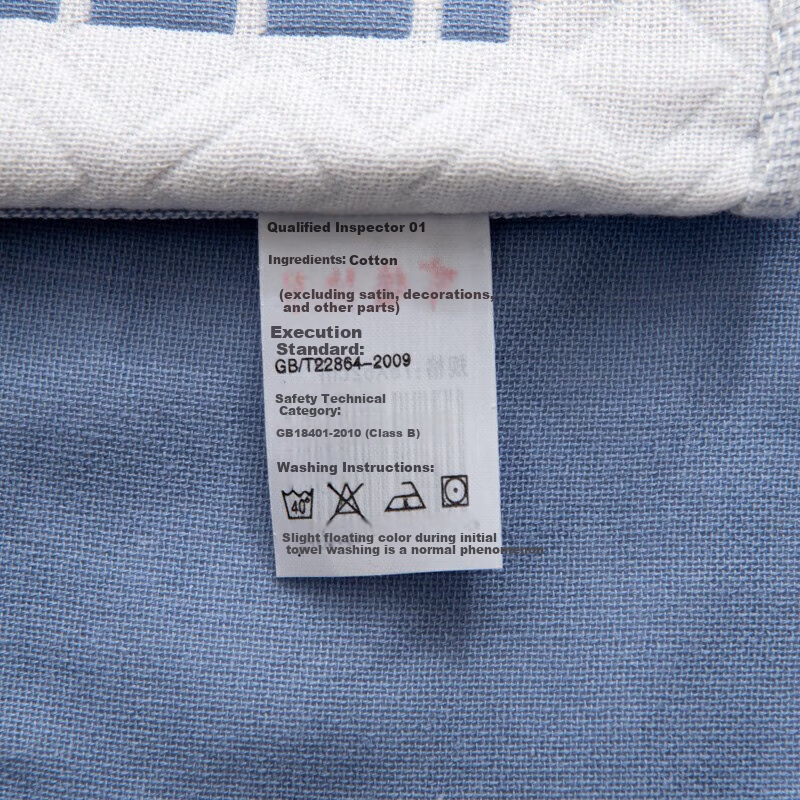 Qualified Inspector 01
Ingredients: Cotton
(excluding satin, decorations,
and other parts)
Execution
Standard:
GB/T22864-2009
Safety Technical
Category:
GB18401-2010 (Class B)
Washing Instructions:
40°
Slight floating color during initial
towel washing is a normal phenomenon